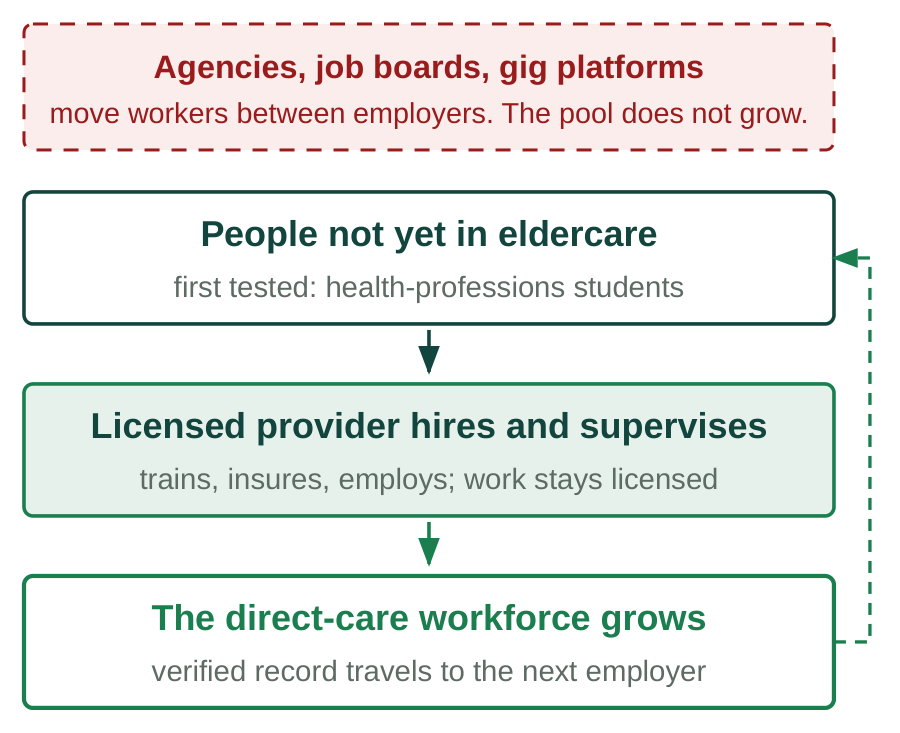 Agencies, job boards, gig platforms
move workers between employers. The pool does not grow.
People not yet in eldercare
first tested: health-professions students
Licensed provider hires and supervises
trains, insures, employs; work stays licensed
The direct-care workforce grows
verified record travels to the next employer